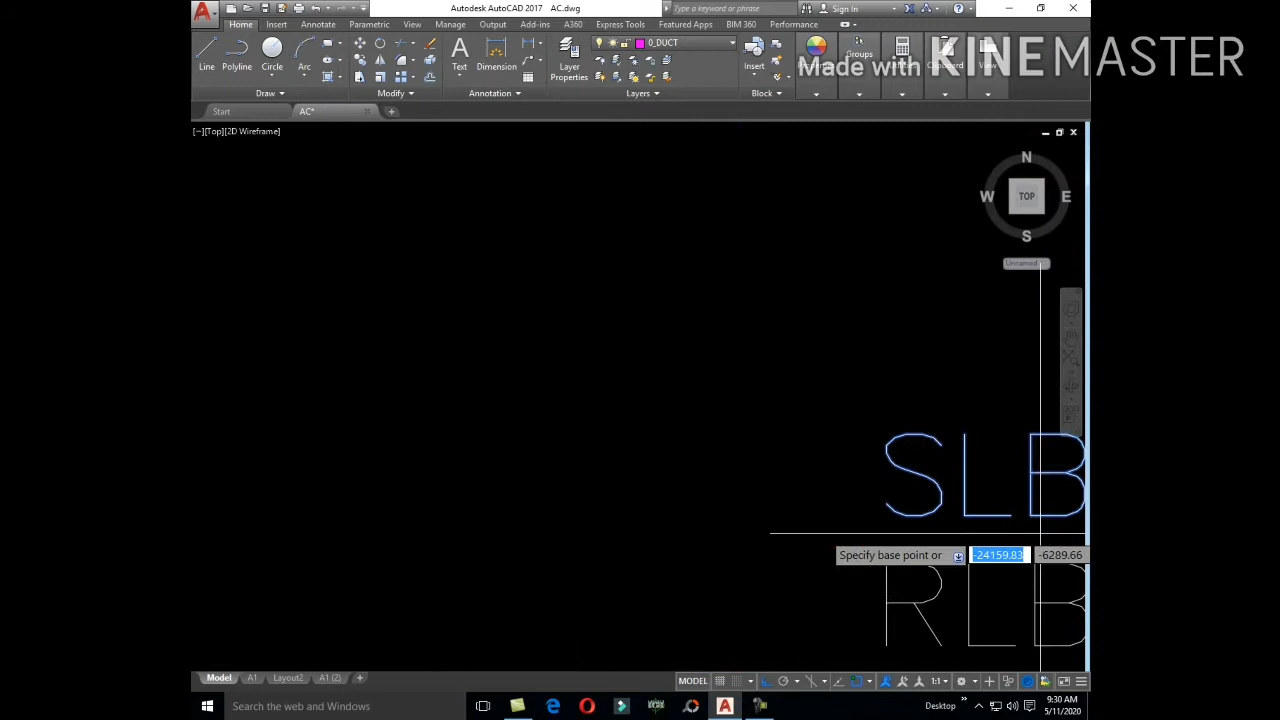 Autodesk AutoCAD 2017 AC.dwg
Type a keyword or phrase
Sign In
Home Insert Annotate Parametric View Manage Output Add-ins A360 Express Tools Featured Apps BIM 360 Performance
Made with KINEMASTER
0_DUCT
Line Polyline Circle Arc Text Dimension Layer Properties Insert Groups
Draw Modify Annotation Layers Block
Start AC*
[−][Top][2D Wireframe]
N
W TOP E
S
Unnamed
SLB
Specify base point or -24159.83 -6289.66
RLB
Model A1 Layout2 A1 (2)
MODEL 1:1
Search the web and Windows
Desktop
9:30 AM
5/11/2020